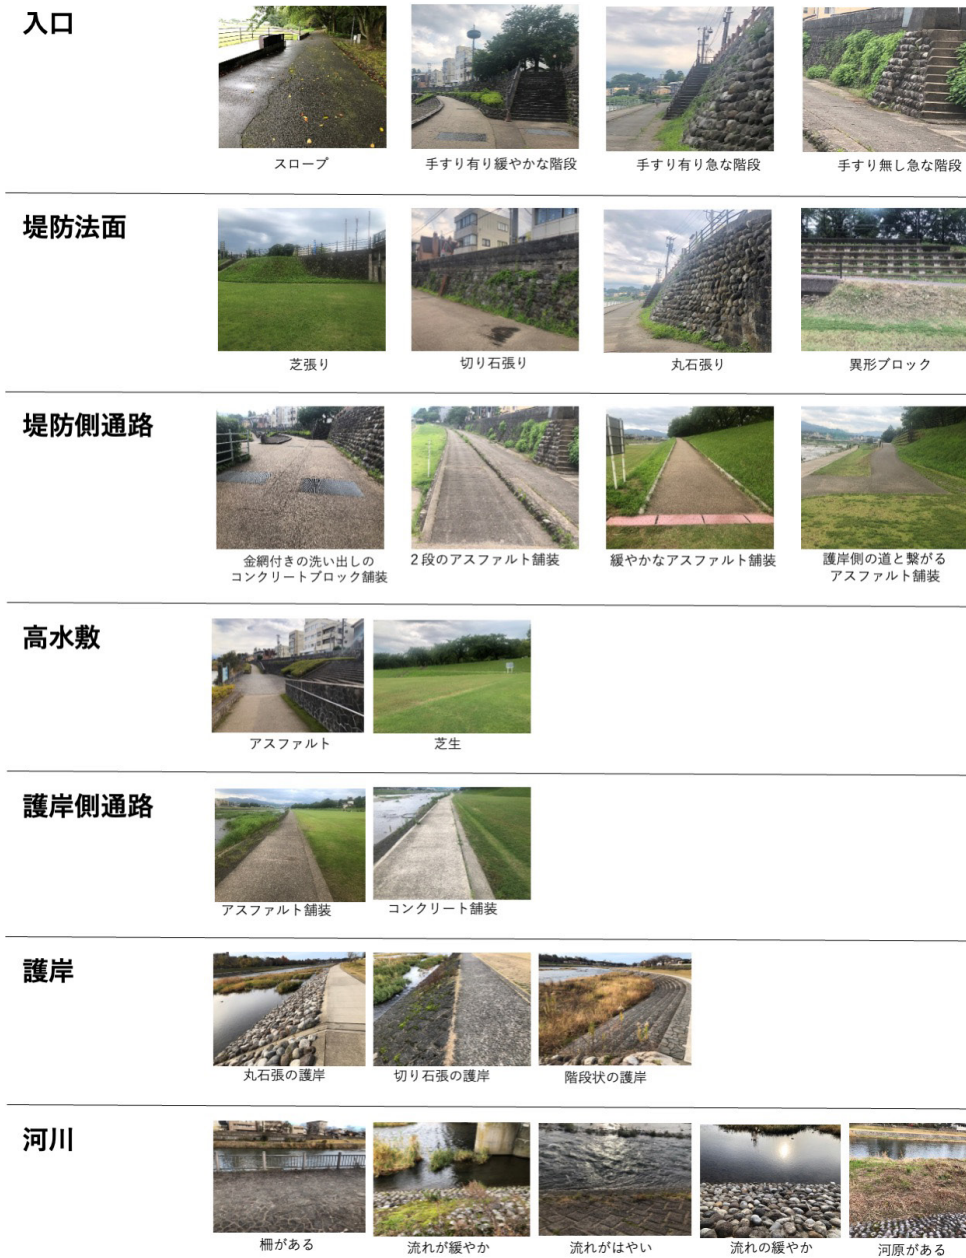 入口
スロープ
手すり有り緩やかな階段
手すり有り急な階段
手すり無し急な階段
堤防法面
芝張り
切り石張り
丸石張り
異形ブロック
堤防側通路
金網付きの洗い出しの
コンクリートブロック舗装
2段のアスファルト舗装
緩やかなアスファルト舗装
護岸側の道と繋がる
アスファルト舗装
高水敷
アスファルト
芝生
護岸側通路
アスファルト舗装
コンクリート舗装
護岸
丸石張の護岸
切り石張の護岸
階段状の護岸
河川
柵がある
流れが緩やか
流れがはやい
流れの緩やか
河原がある